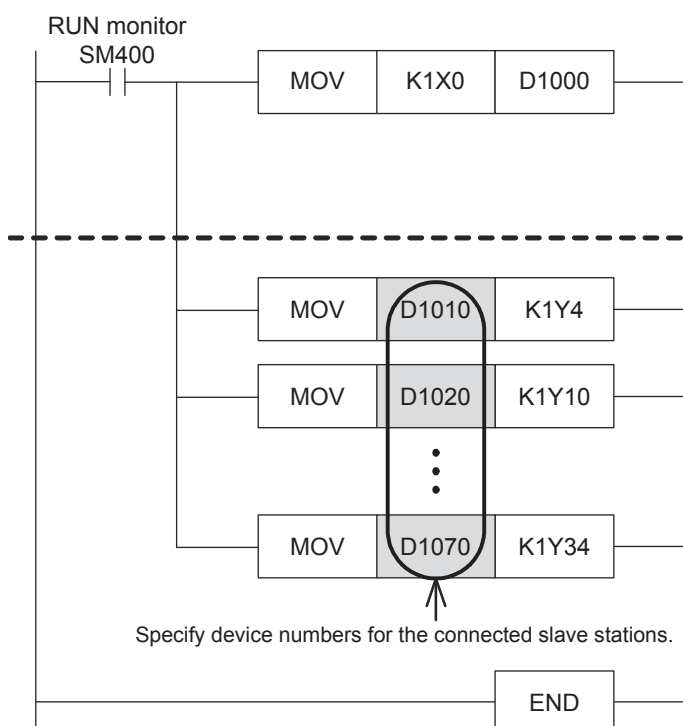 RUN monitor
SM400
MOV K1X0 D1000
MOV D1010 K1Y4
MOV D1020 K1Y10
MOV D1070 K1Y34
Specify device numbers for the connected slave stations.
END